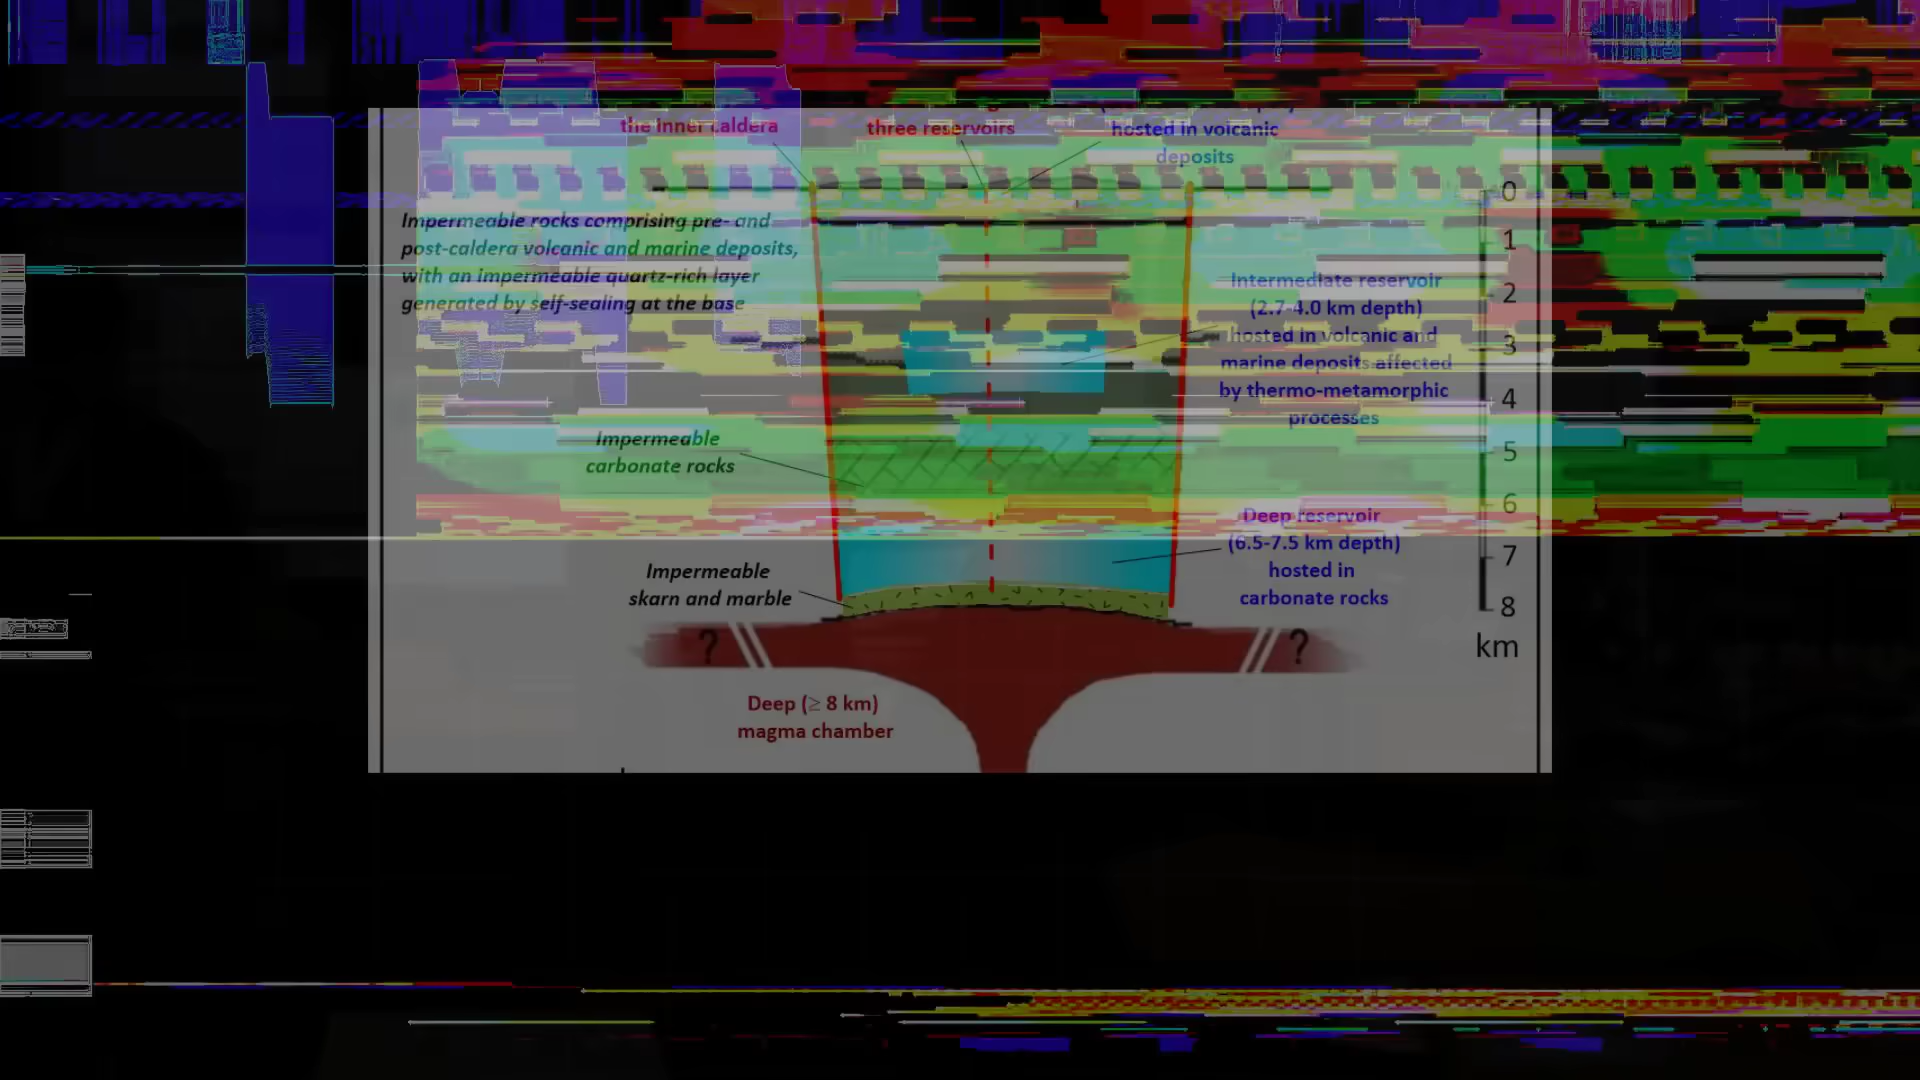 the inner caldera
three reservoirs
hosted in volcanic
deposits
Impermeable rocks comprising pre- and
post-caldera volcanic and marine deposits,
with an impermeable quartz-rich layer
generated by self-sealing at the base
Intermediate reservoir
(2.7-4.0 km depth)
hosted in volcanic and
marine deposits affected
by thermo-metamorphic
processes
Impermeable
carbonate rocks
Deep reservoir
(6.5-7.5 km depth)
hosted in
carbonate rocks
Impermeable
skarn and marble
?
?
Deep (≥ 8 km)
magma chamber
0
1
2
3
4
5
6
7
8
km